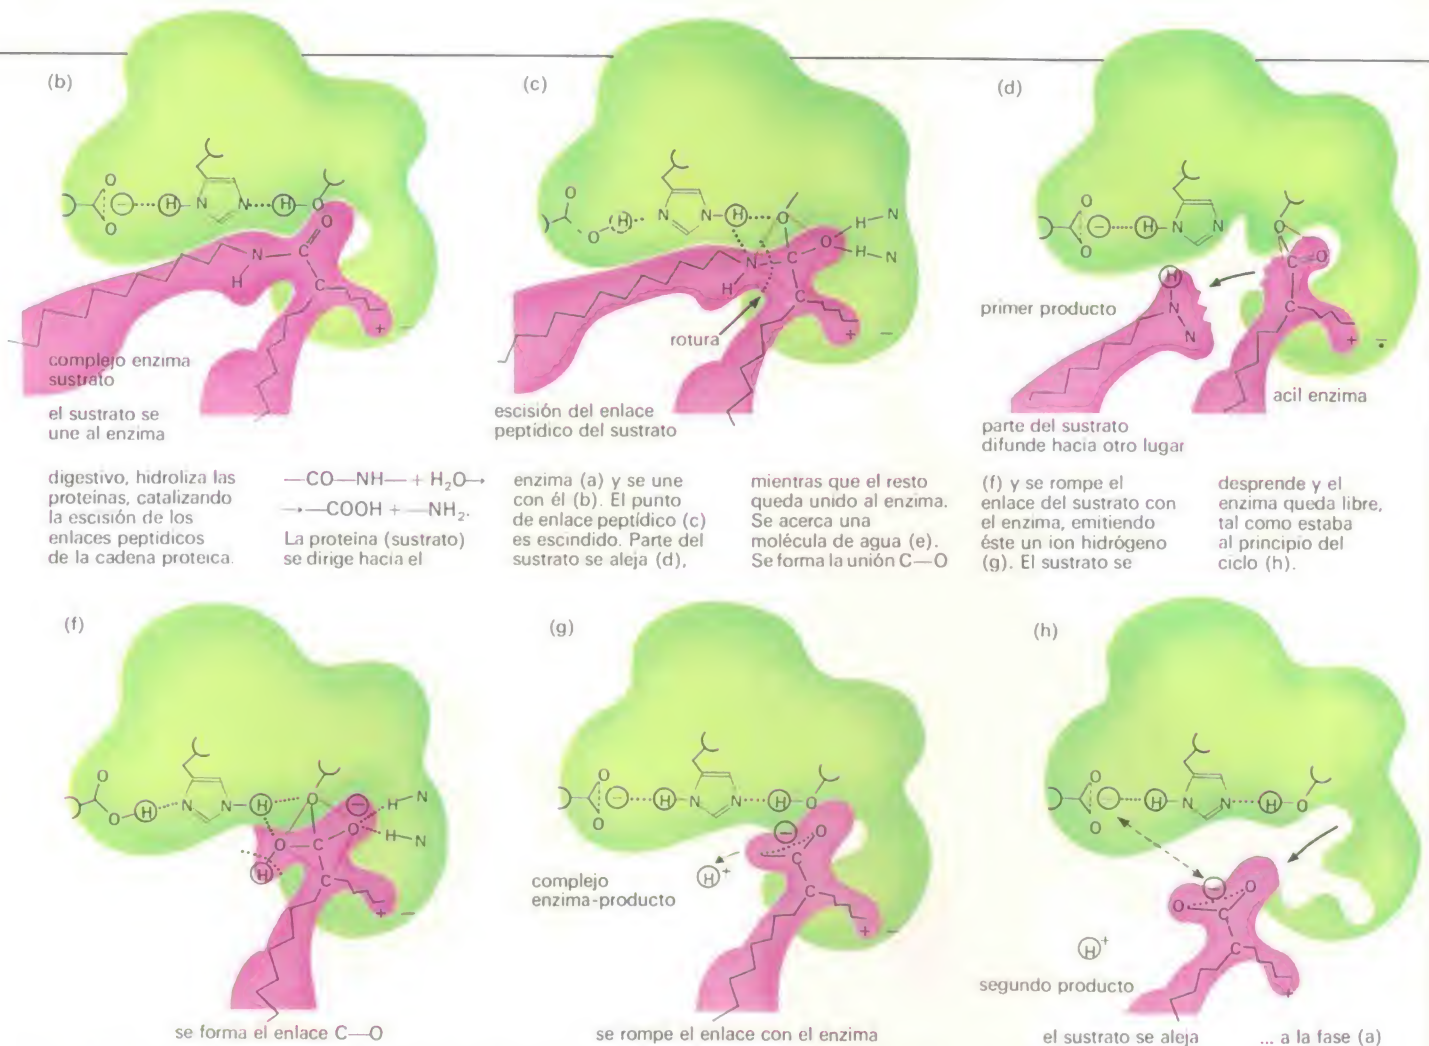 (b)
(c)
(d)
complejo enzima
sustrato
el sustrato se
une al enzima
rotura
escisión del enlace
peptídico del sustrato
primer producto
acil enzima
parte del sustrato
difunde hacia otro lugar
digestivo, hidroliza las
proteínas, catalizando
la escisión de los
enlaces peptídicos
de la cadena proteica.
—CO—NH— + H₂O→
→—COOH + —NH₂.
La proteína (sustrato)
se dirige hacia el
enzima (a) y se une
con él (b). El punto
de enlace peptídico (c)
es escindido. Parte del
sustrato se aleja (d),
mientras que el resto
queda unido al enzima.
Se acerca una
molécula de agua (e).
Se forma la unión C—O
(f) y se rompe el
enlace del sustrato con
el enzima, emitiendo
éste un ion hidrógeno
(g). El sustrato se
desprende y el
enzima queda libre,
tal como estaba
al principio del
ciclo (h).
(f)
(g)
(h)
se forma el enlace C—O
complejo
enzima-producto
H⁺
se rompe el enlace con el enzima
H⁺
segundo producto
el sustrato se aleja
... a la fase (a)